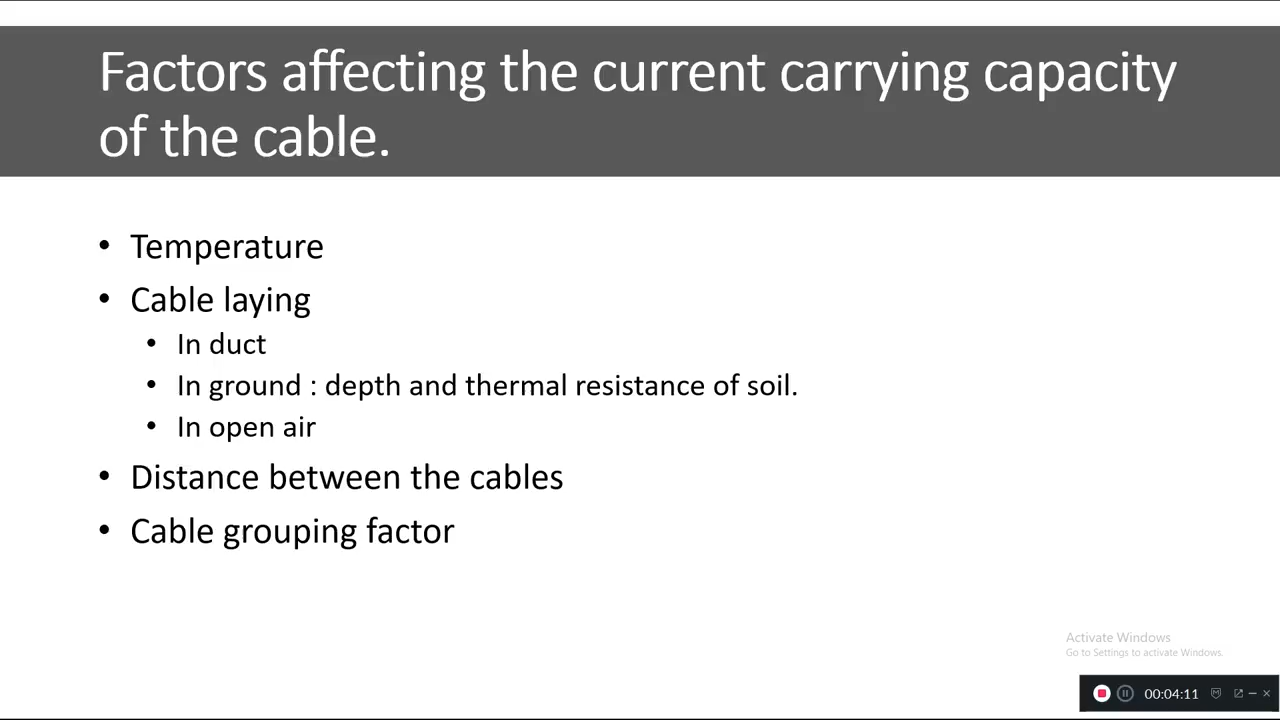 Factors affecting the current carrying capacity
of the cable.
• Temperature
• Cable laying
• In duct
• In ground : depth and thermal resistance of soil.
• In open air
• Distance between the cables
• Cable grouping factor
Activate Windows
Go to Settings to activate Windows.
00:04:11